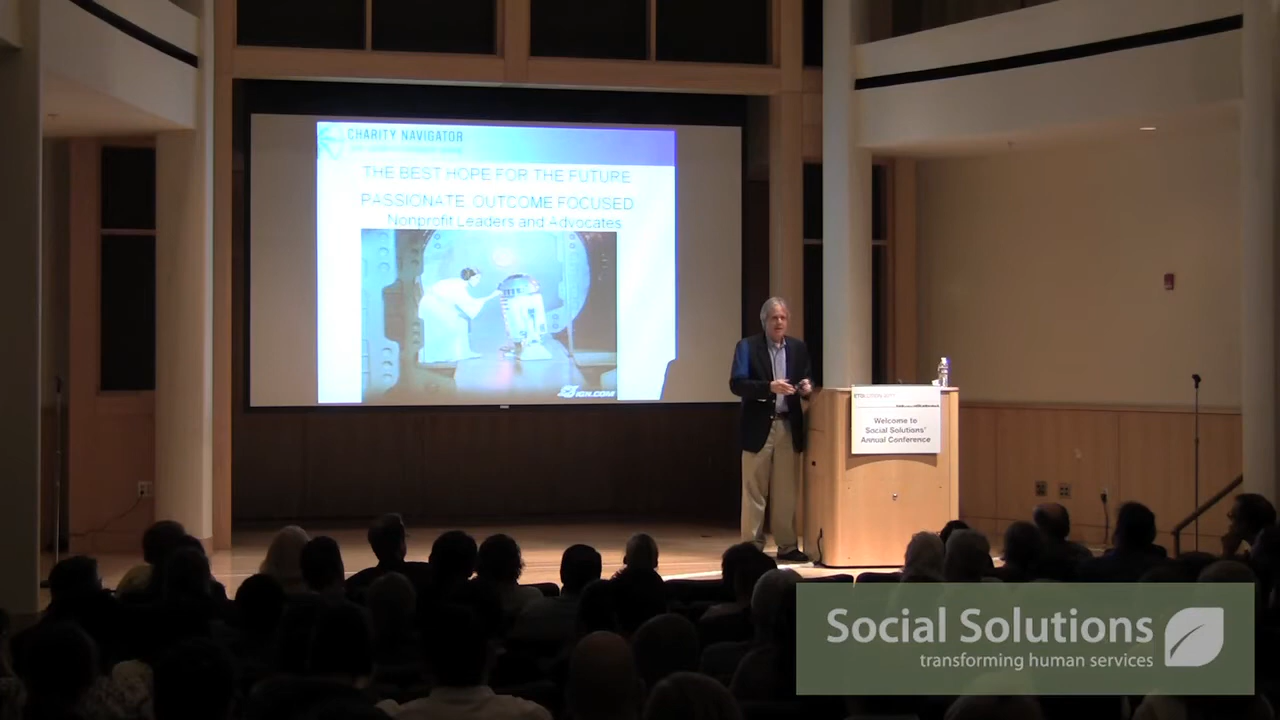 CHARITY NAVIGATOR
THE BEST HOPE FOR THE FUTURE
PASSIONATE, OUTCOME FOCUSED
Nonprofit Leaders and Advocates
IGN.COM
Welcome to
Social Solutions'
Annual Conference
Social Solutions
transforming human services